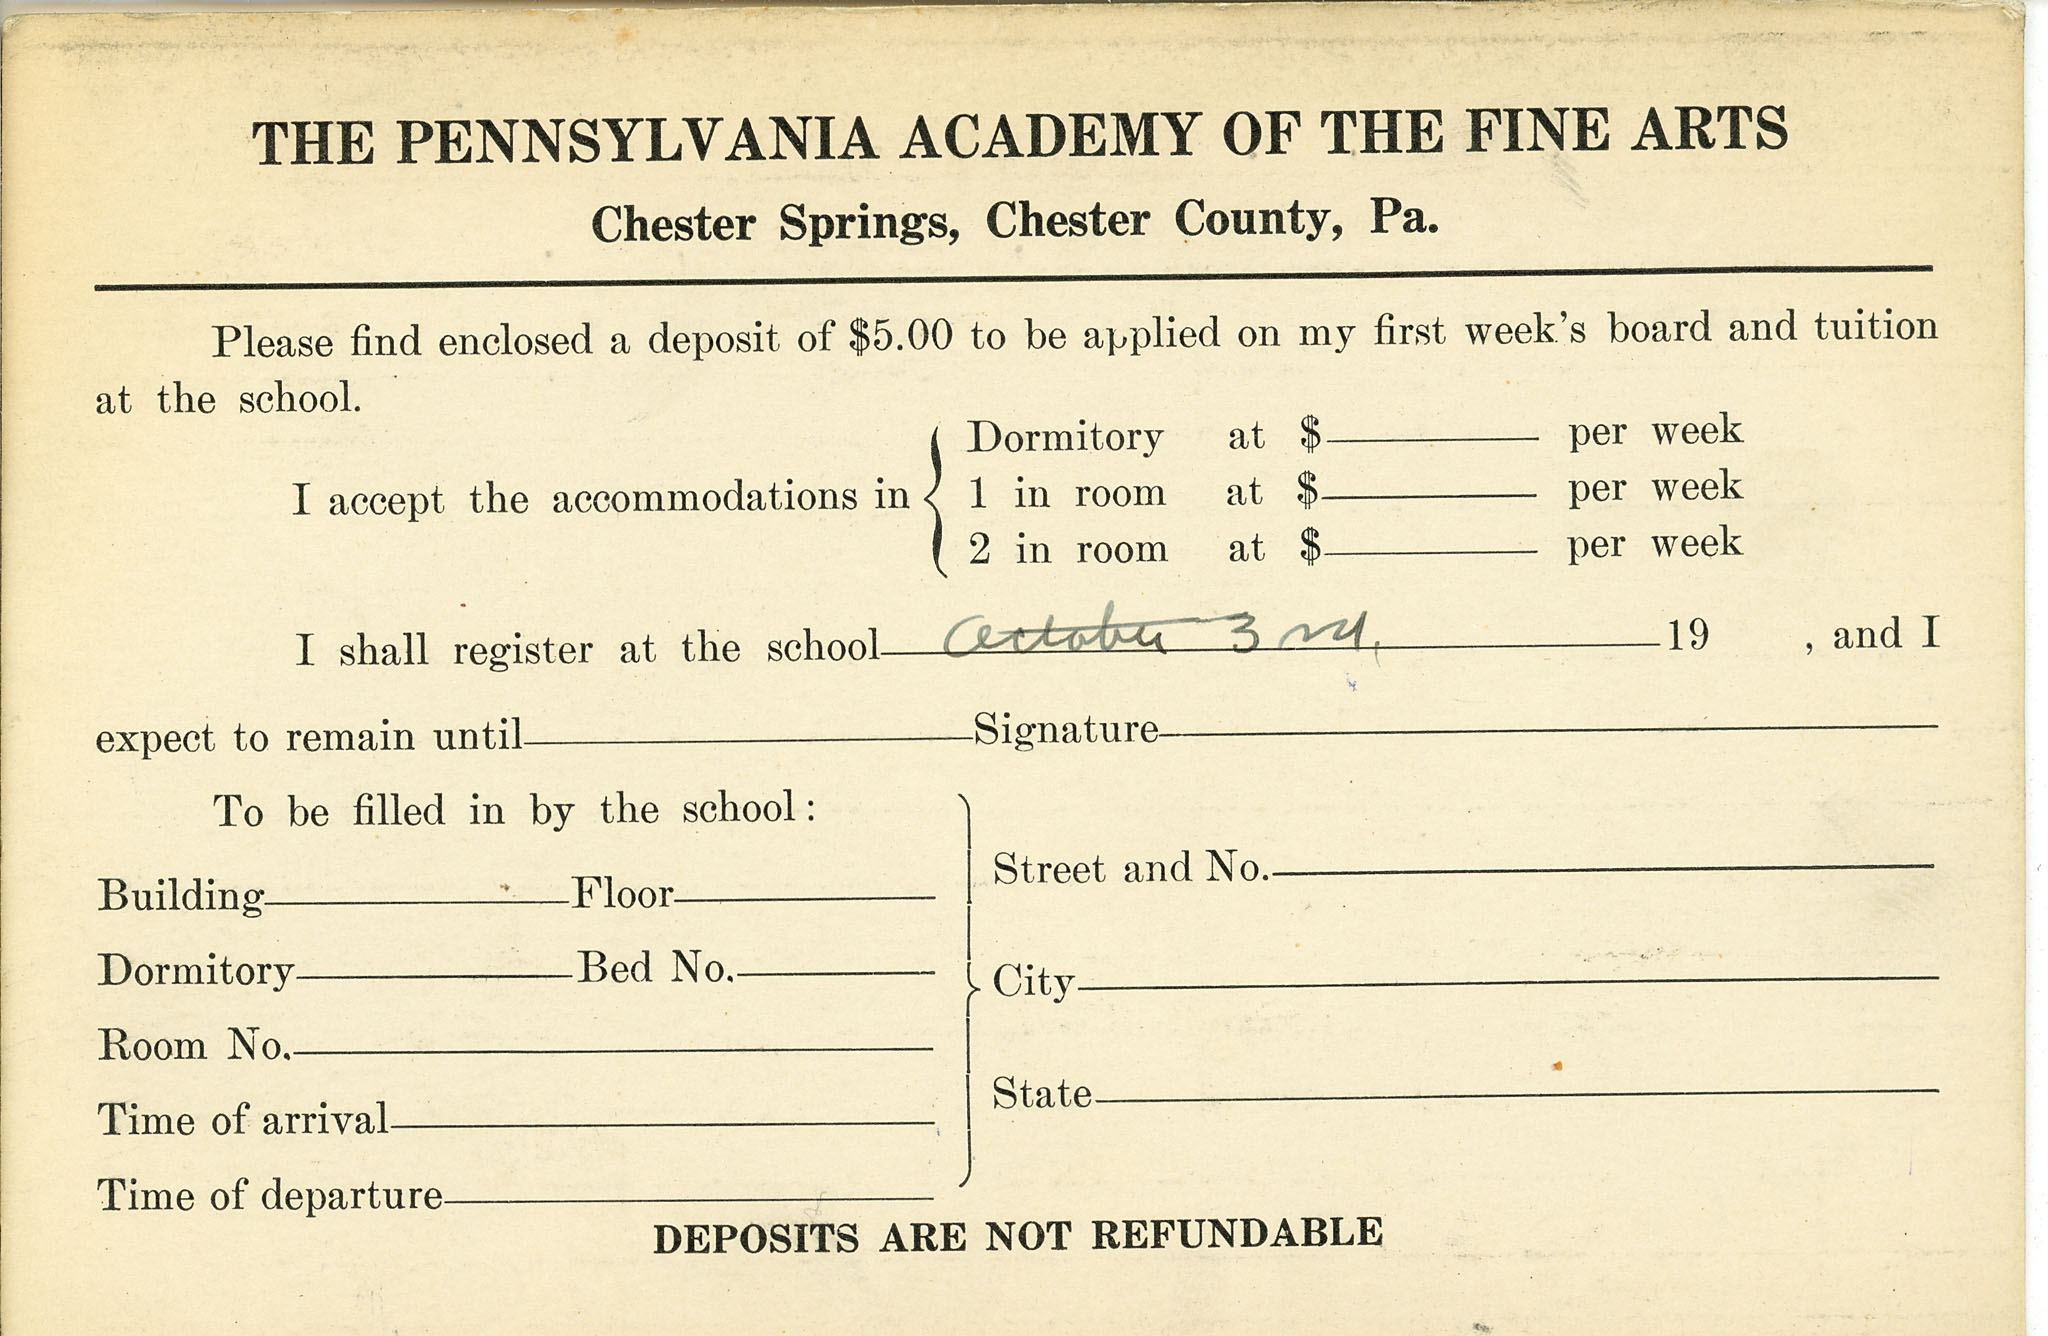 THE PENNSYLVANIA ACADEMY OF THE FINE ARTS
Chester Springs, Chester County, Pa.
Please find enclosed a deposit of $5.00 to be applied on my first week's board and tuition
at the school.
I accept the accommodations in
Dormitory at $ per week
1 in room at $ per week
2 in room at $ per week
I shall register at the school October 3rd. 19 , and I
expect to remain until Signature
To be filled in by the school:
Building Floor
Dormitory Bed No.
Room No.
Time of arrival
Time of departure
Street and No.
City
State
DEPOSITS ARE NOT REFUNDABLE